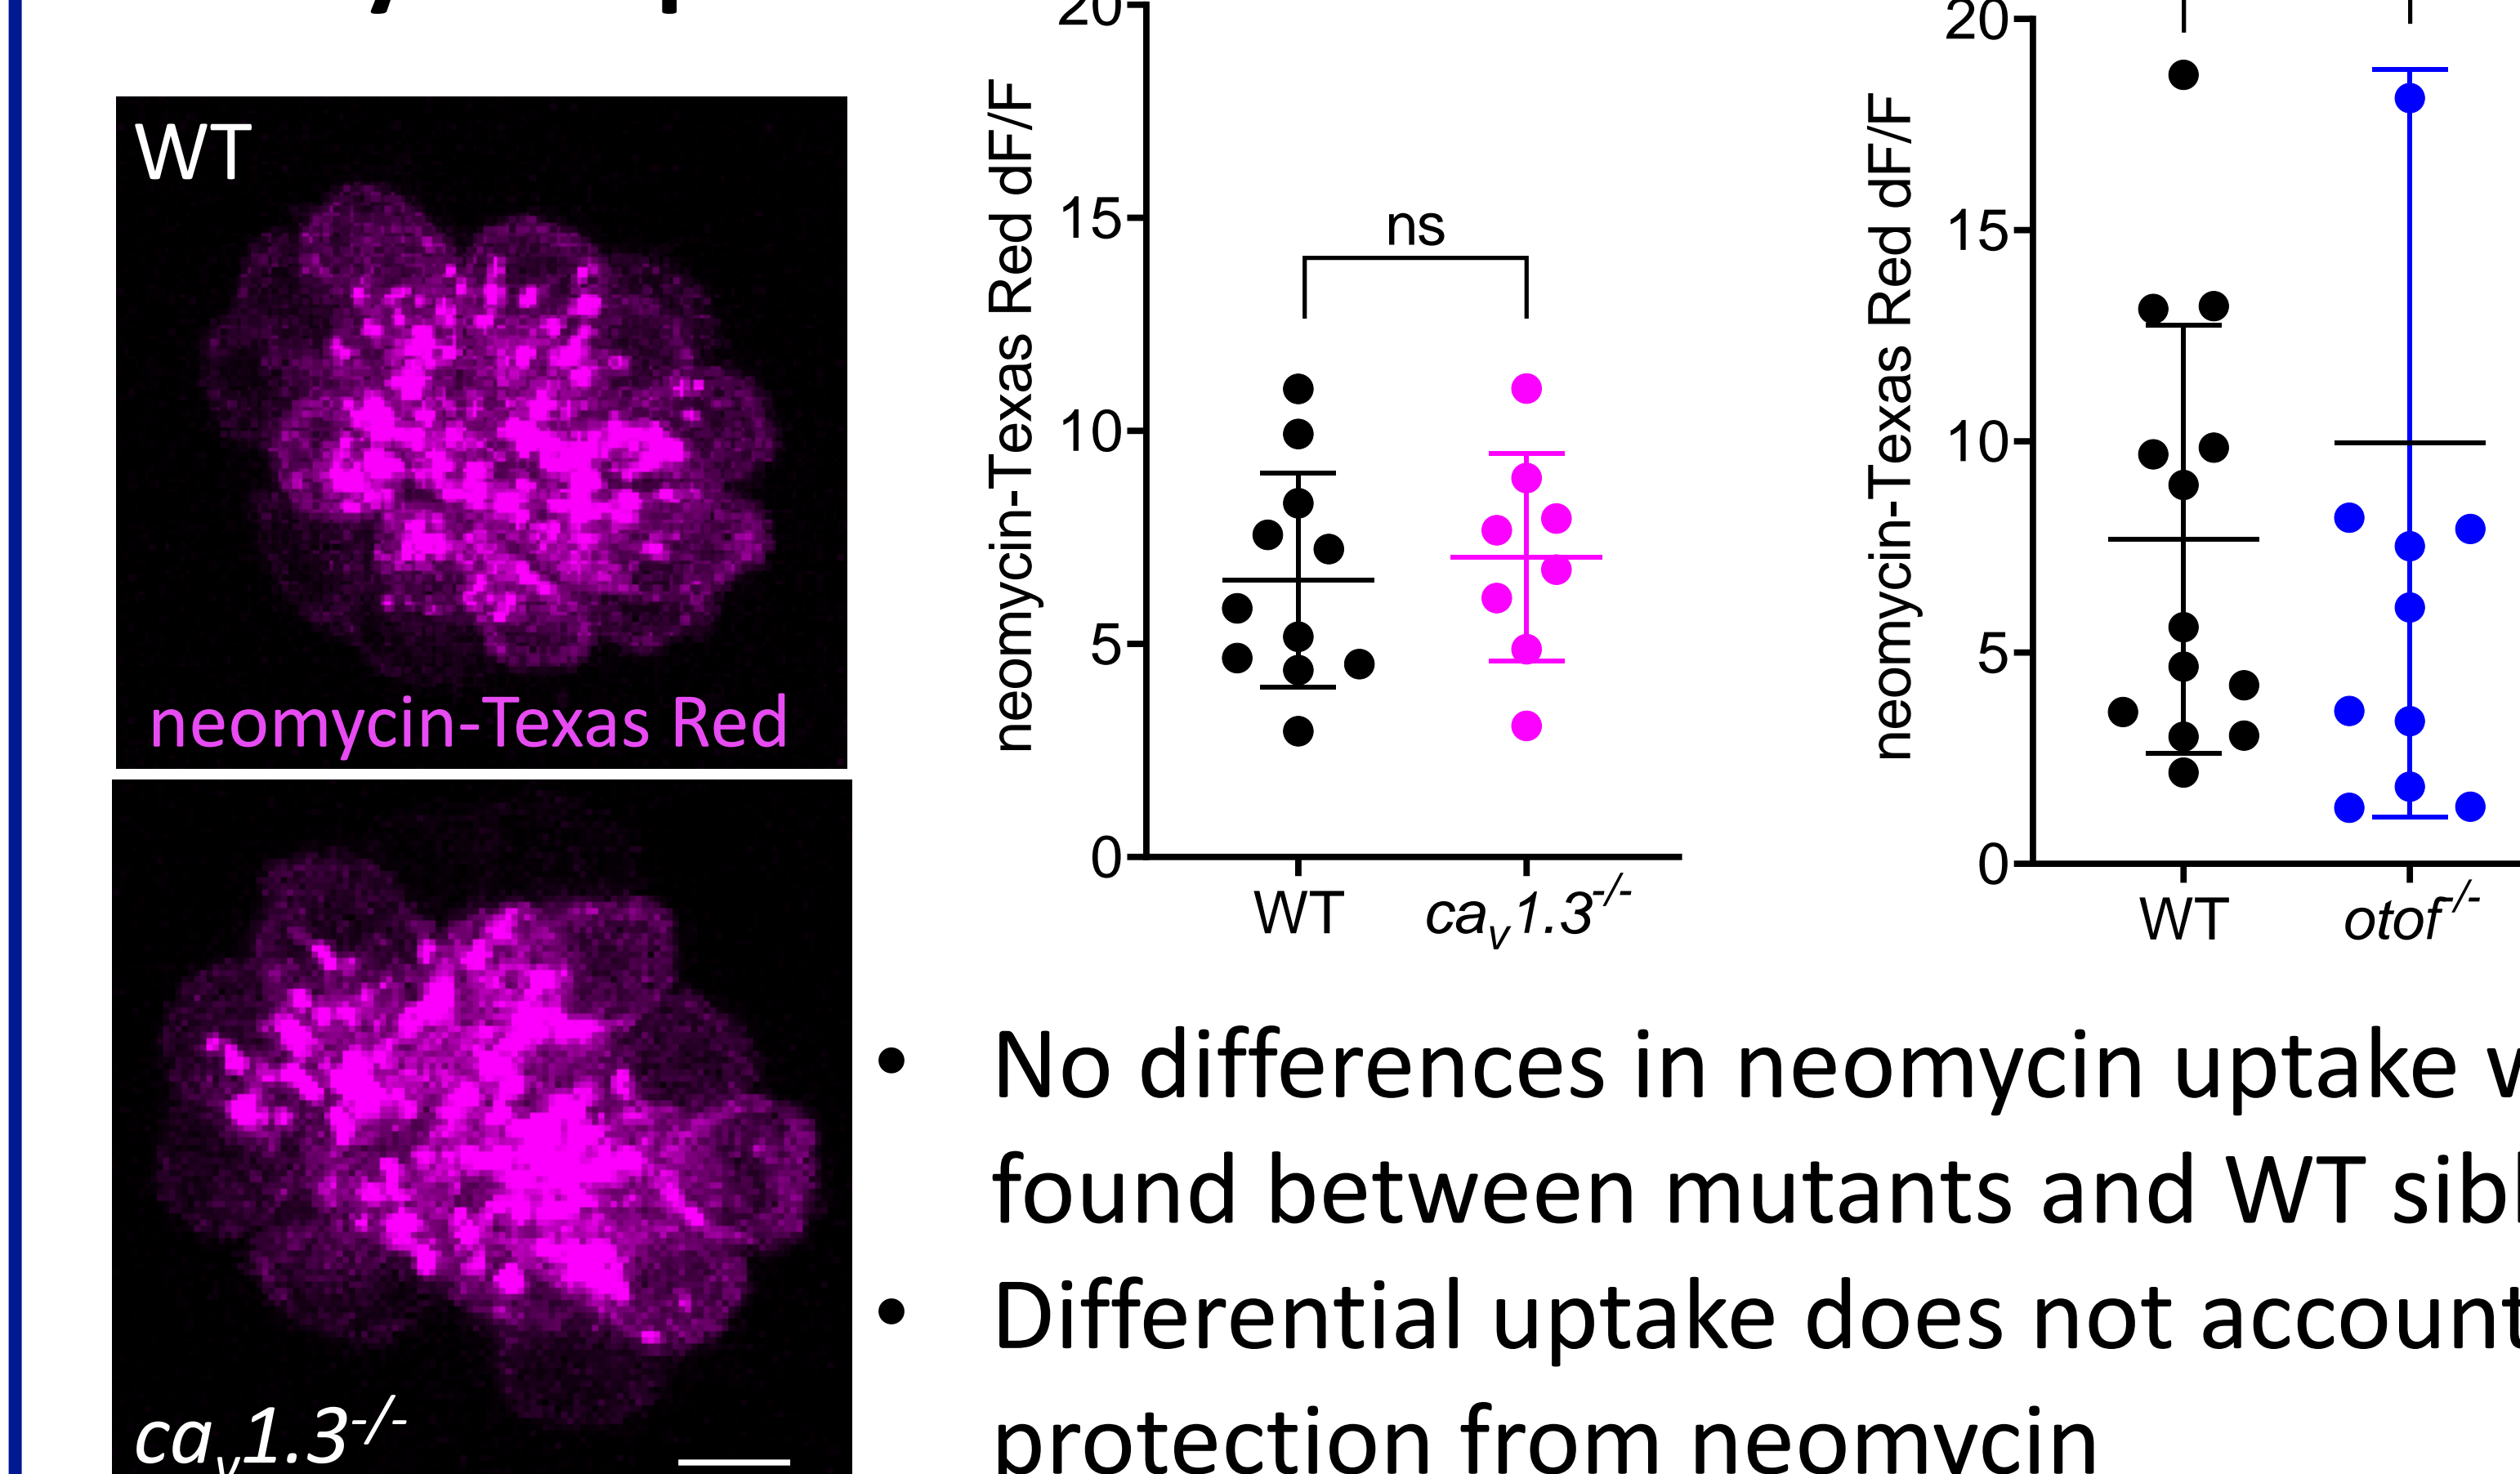 WT
neomycin-Texas Red
ca_v1.3^-/-
neomycin-Texas Red dF/F
20
15
10
5
0
ns
WT
ca_v1.3^-/-
neomycin-Texas Red dF/F
20
15
10
5
0
WT
otof^-/-
• No differences in neomycin uptake
found between mutants and WT
• Differential uptake does not account
protection from neomycin